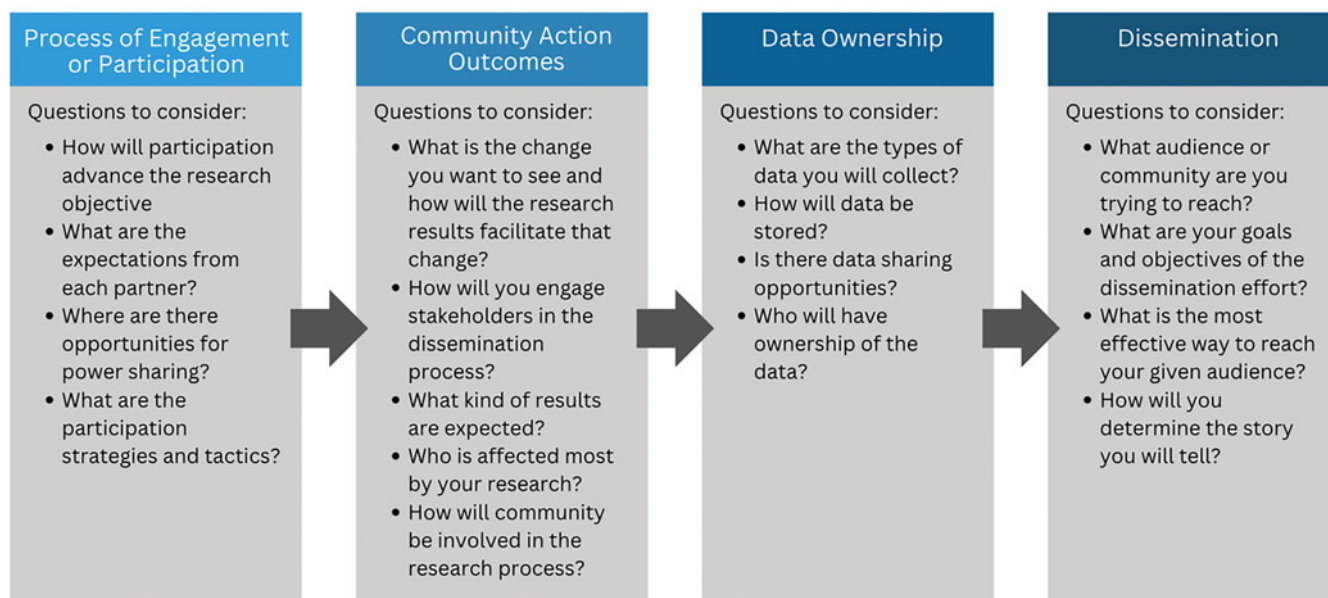 Process of Engagement
or Participation
Questions to consider:
• How will participation
advance the research
objective
• What are the
expectations from
each partner?
• Where are there
opportunities for
power sharing?
• What are the
participation
strategies and tactics?
Community Action
Outcomes
Questions to consider:
• What is the change
you want to see and
how will the research
results facilitate that
change?
• How will you engage
stakeholders in the
dissemination
process?
• What kind of results
are expected?
• Who is affected most
by your research?
• How will community
be involved in the
research process?
Data Ownership
Questions to consider:
• What are the types of
data you will collect?
• How will data be
stored?
• Is there data sharing
opportunities?
• Who will have
ownership of the
data?
Dissemination
Questions to consider:
• What audience or
community are you
trying to reach?
• What are your goals
and objectives of the
dissemination effort?
• What is the most
effective way to reach
your given audience?
• How will you
determine the story
you will tell?